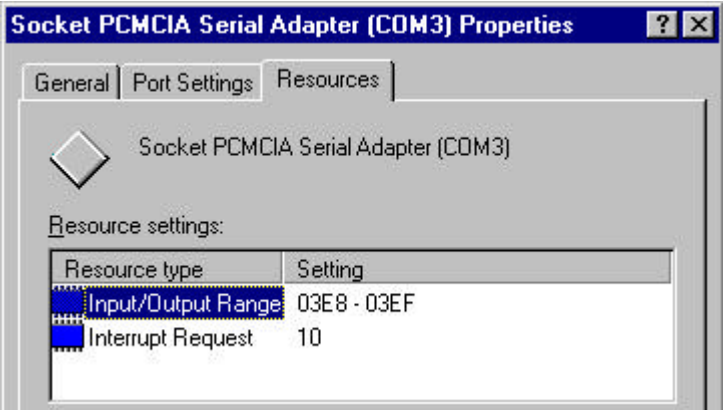 Socket PCMCIA Serial Adapter (COM3) Properties ? ×
General Port Settings Resources
Socket PCMCIA Serial Adapter (COM3)
Resource settings:
Resource type Setting
Input/Output Range 03E8 - 03EF
Interrupt Request 10